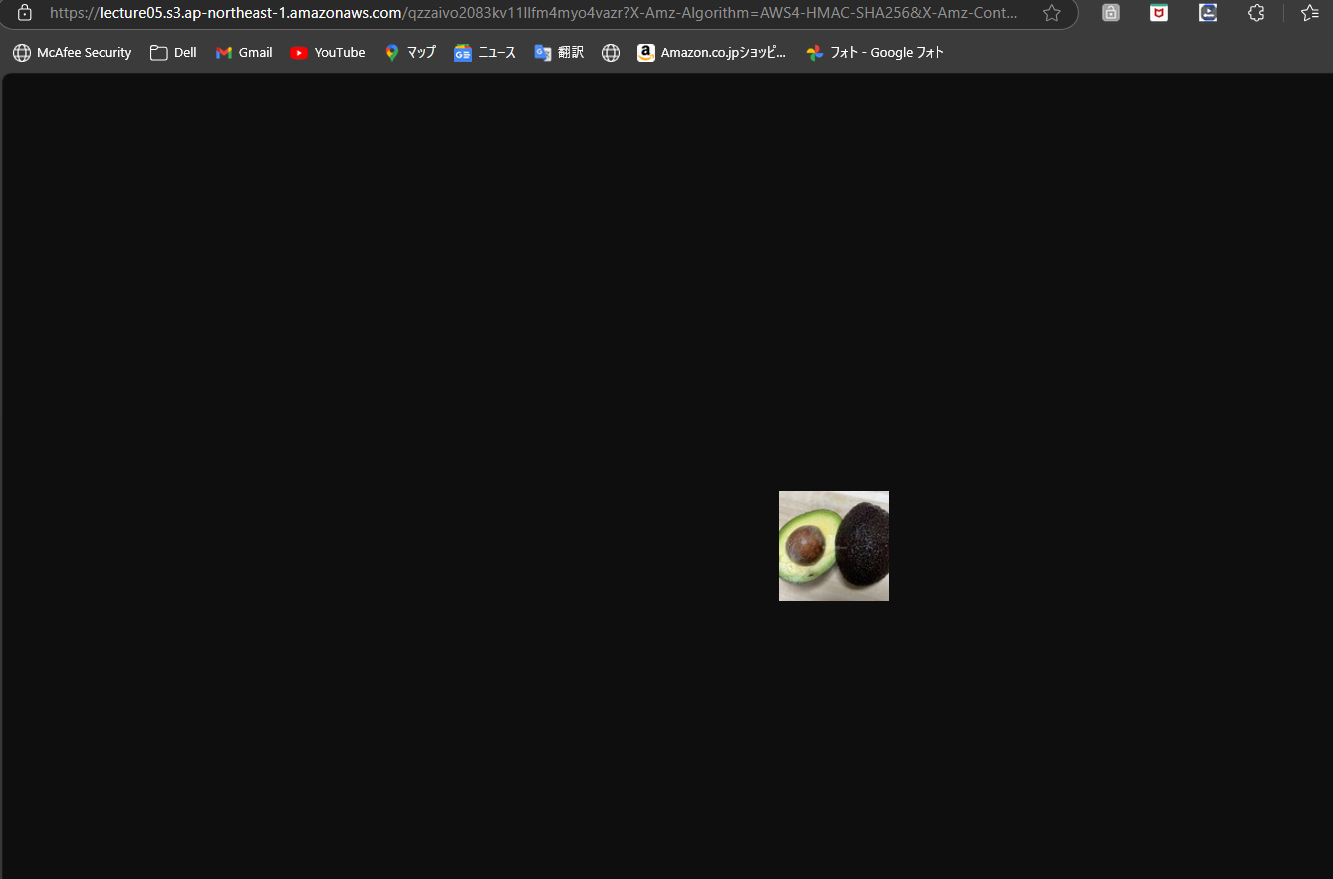 https://lecture05.s3.ap-northeast-1.amazonaws.com/qzzaivo2083kv11llfm4myo4vazr?X-Amz-Algorithm=AWS4-HMAC-SHA256&X-Amz-Cont...
McAfee Security Dell Gmail YouTube マップ ニュース 翻訳 Amazon.co.jpショッピ... フォト - Google フォト